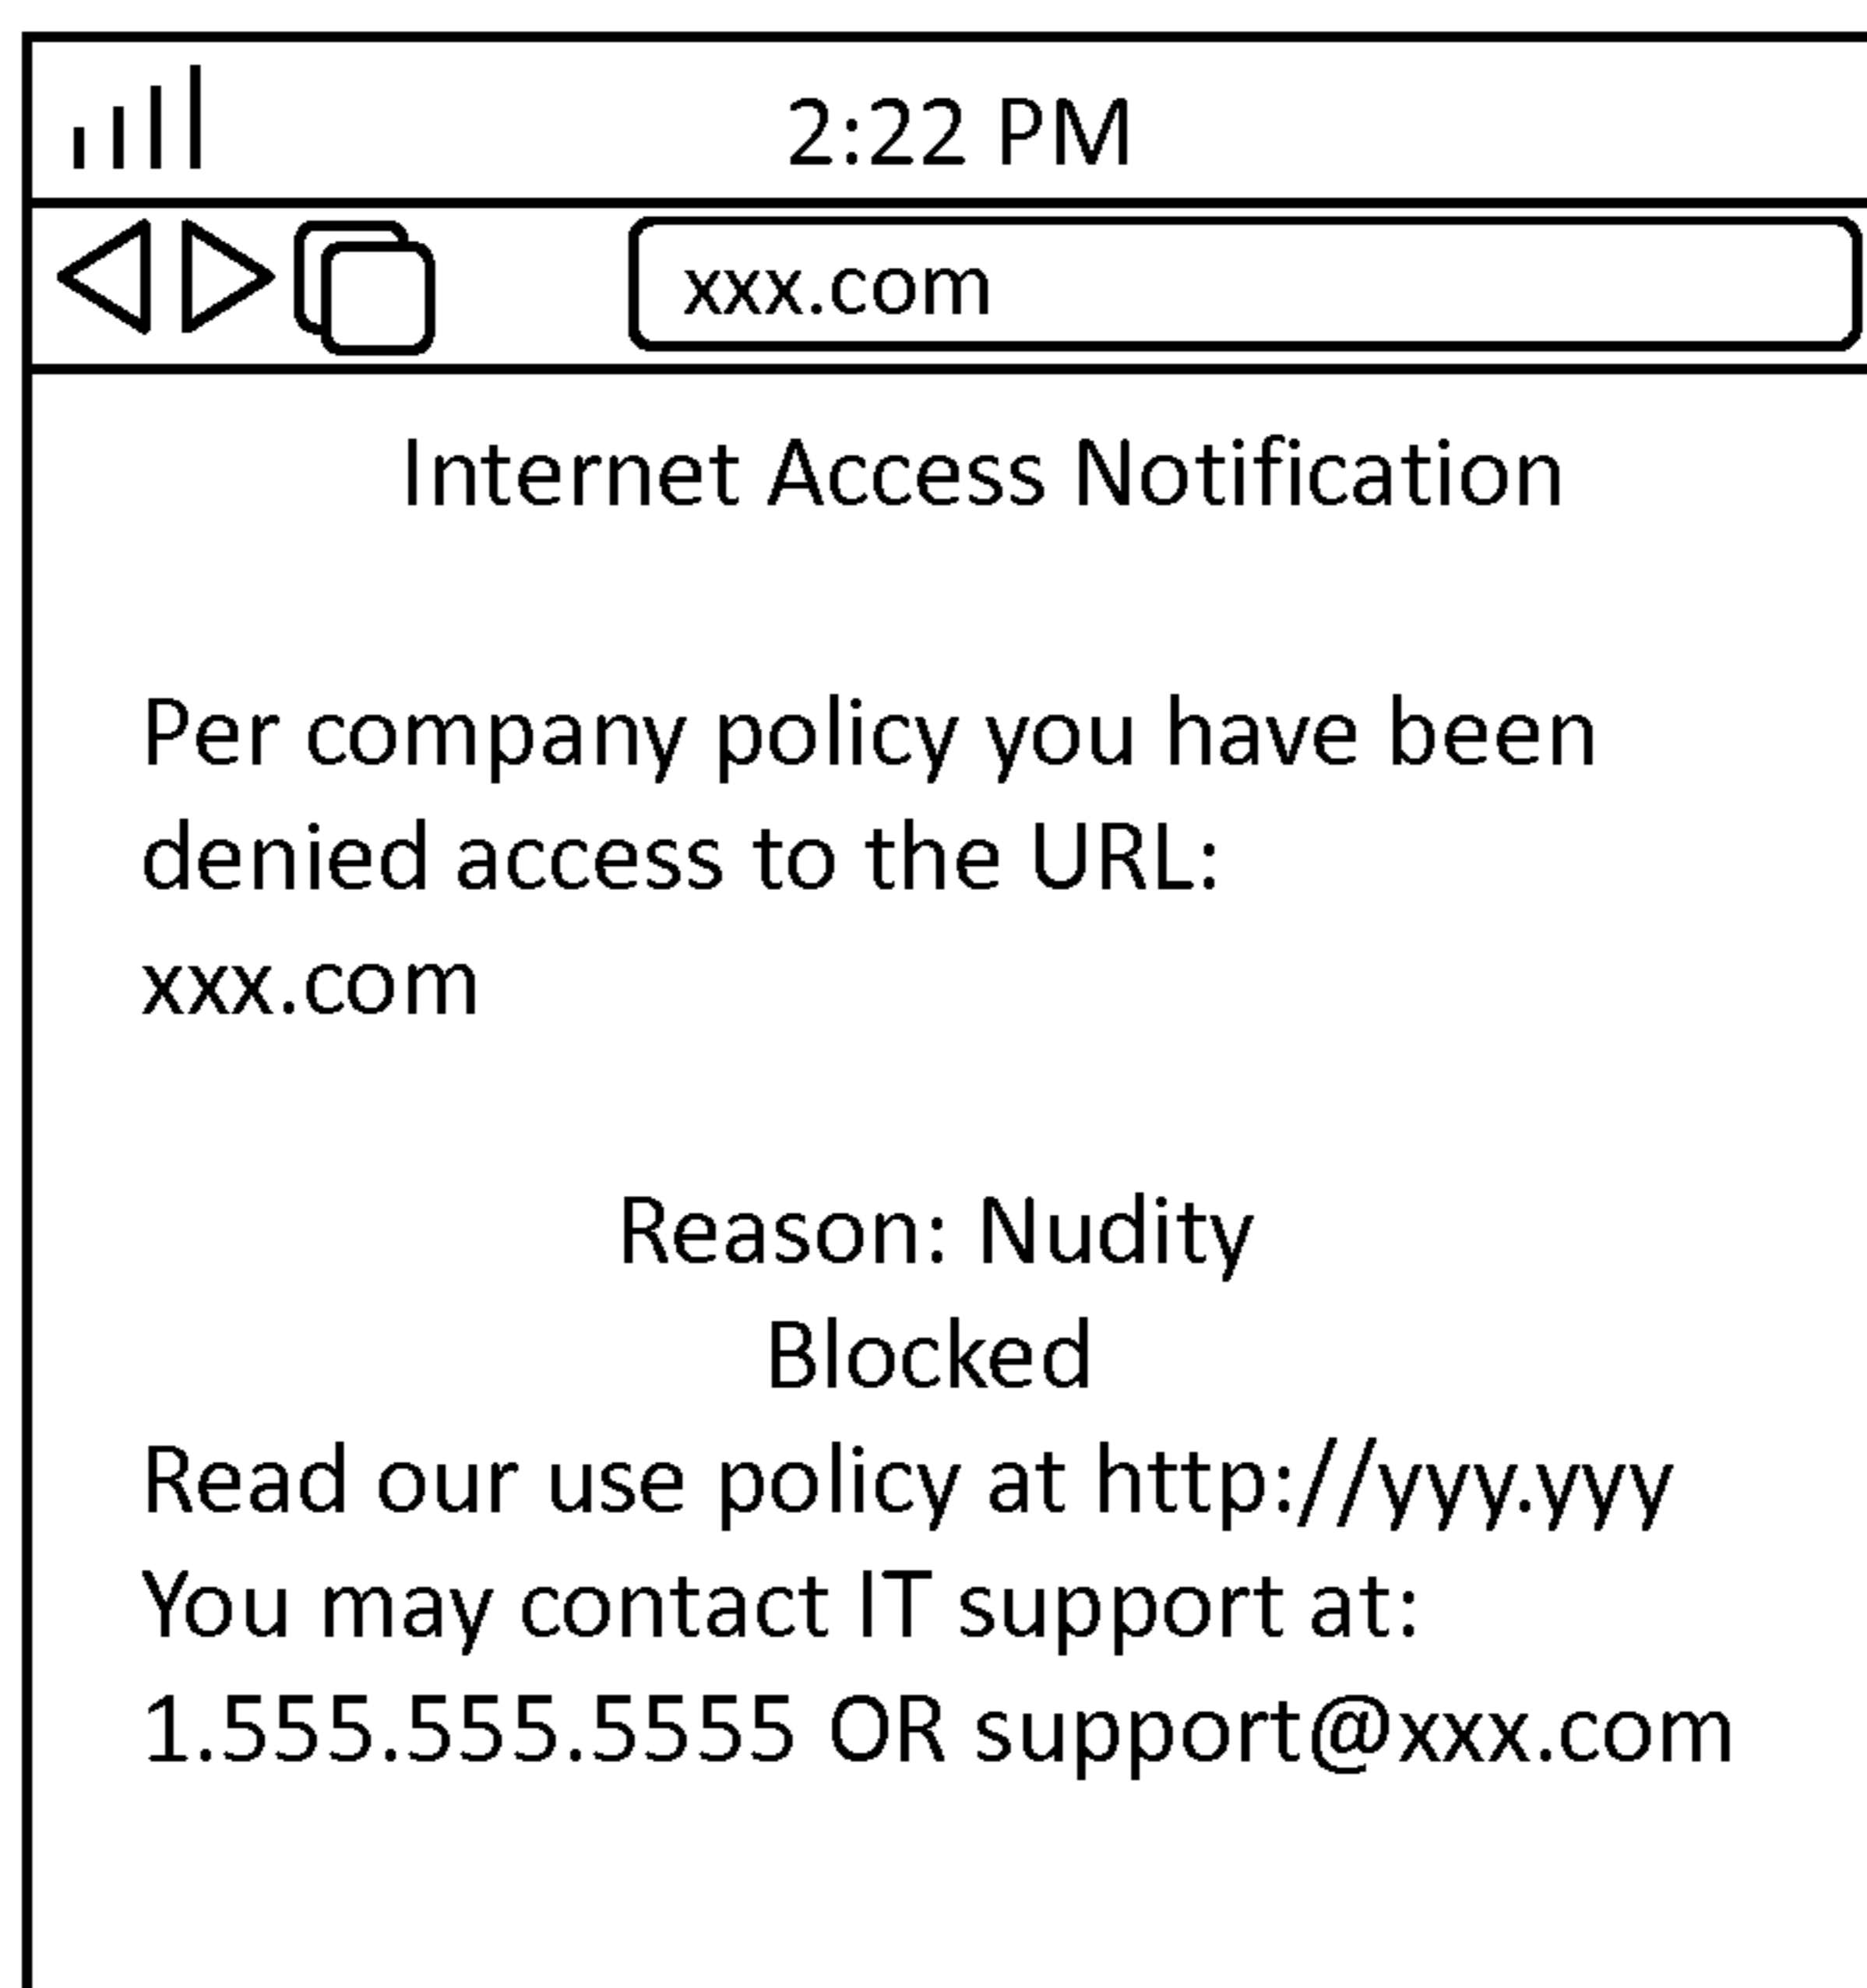 2:22 PM
xxx.com
Internet Access Notification
Per company policy you have been
denied access to the URL:
xxx.com
Reason: Nudity
Blocked
Read our use policy at http://yyy.yyy
You may contact IT support at:
1.555.555.5555 OR support@xxx.com